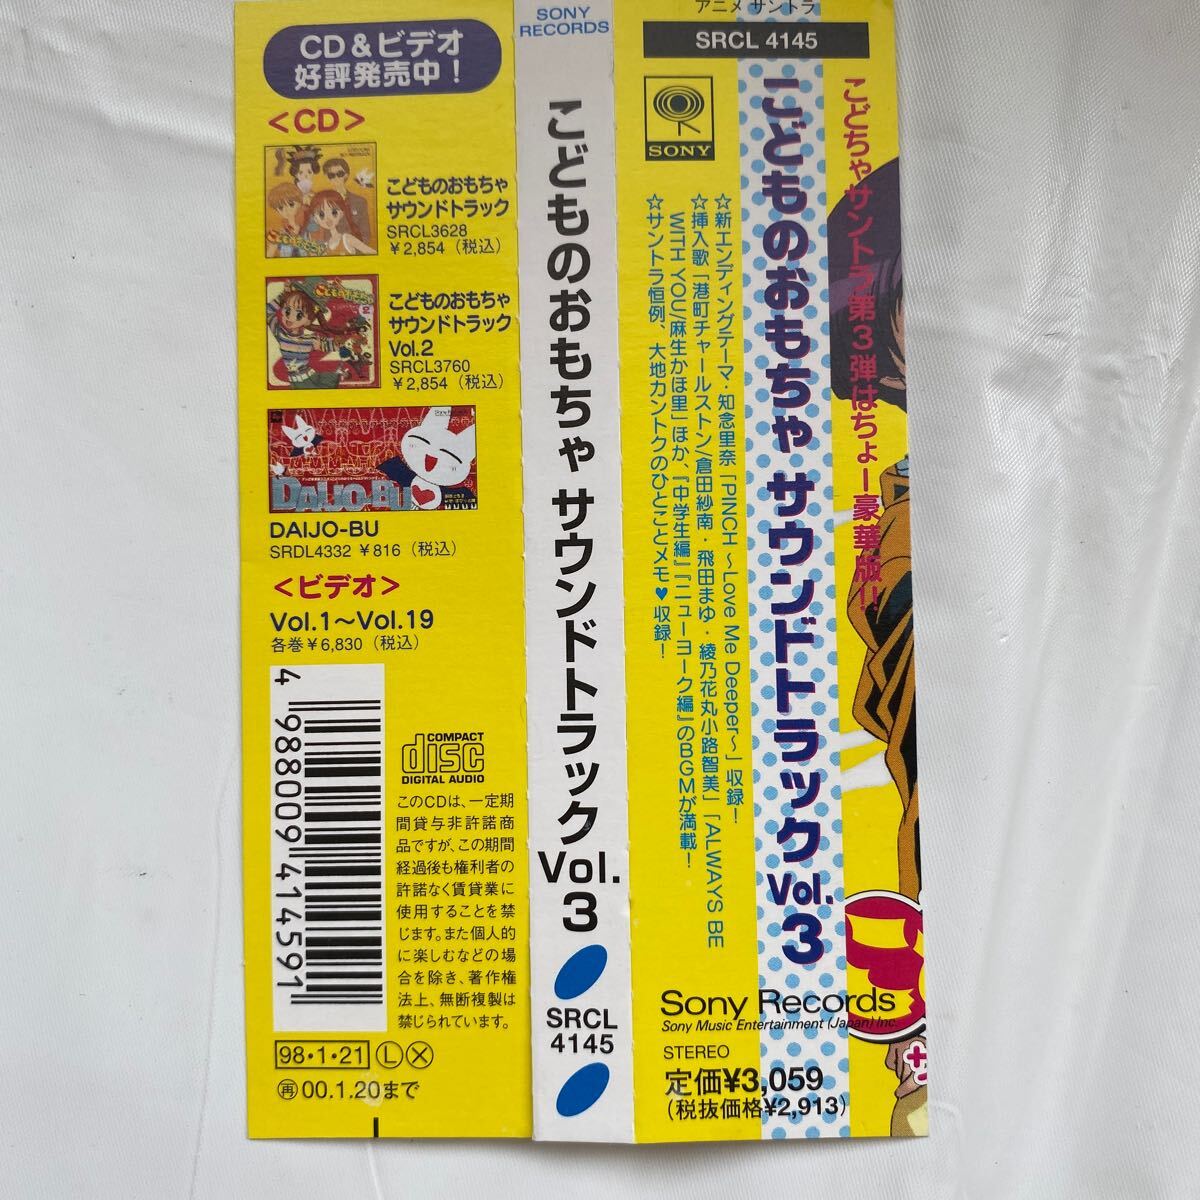 CD&ビデオ
好評発売中！
＜CD＞
こどものおもちゃ
サウンドトラック
SRCL3628
¥2,854（税込）
こどものおもちゃ
サウンドトラック
Vol.2
SRCL3760
¥2,854（税込）
DAIJO-BU
DAIJO-BU
SRDL4332 ¥816（税込）
＜ビデオ＞
Vol.1〜Vol.19
各巻¥6,830（税込）
4 988009 414591
COMPACT
disc
DIGITAL AUDIO
このCDは、一定期
間貸与非許諾商
品ですが、この期間
経過後も権利者の
許諾なく賃貸業に
使用することを禁
じます。また個人的
に楽しむなどの場
合を除き、著作権
法上、無断複製は
禁じられています。
98・1・21 Ⓛ Ⓧ
㊢00.1.20まで
SONY
RECORDS
こどものおもちゃ サウンドトラック Vol.3
SRCL
4145
アニメ サントラ
SRCL 4145
SONY
こどちゃサントラ第3弾はちょー豪華版!!
こどものおもちゃ サウンドトラック Vol.3
☆新エンディングテーマ・知念里奈「PINCH〜Love Me Deeper〜」収録！
☆挿入歌「港町チャールストン/倉田紗南・飛田まゆ・綾乃花丸小路智美」「ALWAYS BE
WITH YOU/麻生かほ里」ほか、『中学生編』『ニューヨーク編』のBGMが満載！
☆サントラ恒例、大地カントクのひとことメモ♥収録！
Sony Records
Sony Music Entertainment (Japan) Inc.
STEREO
定価¥3,059
（税抜価格¥2,913）